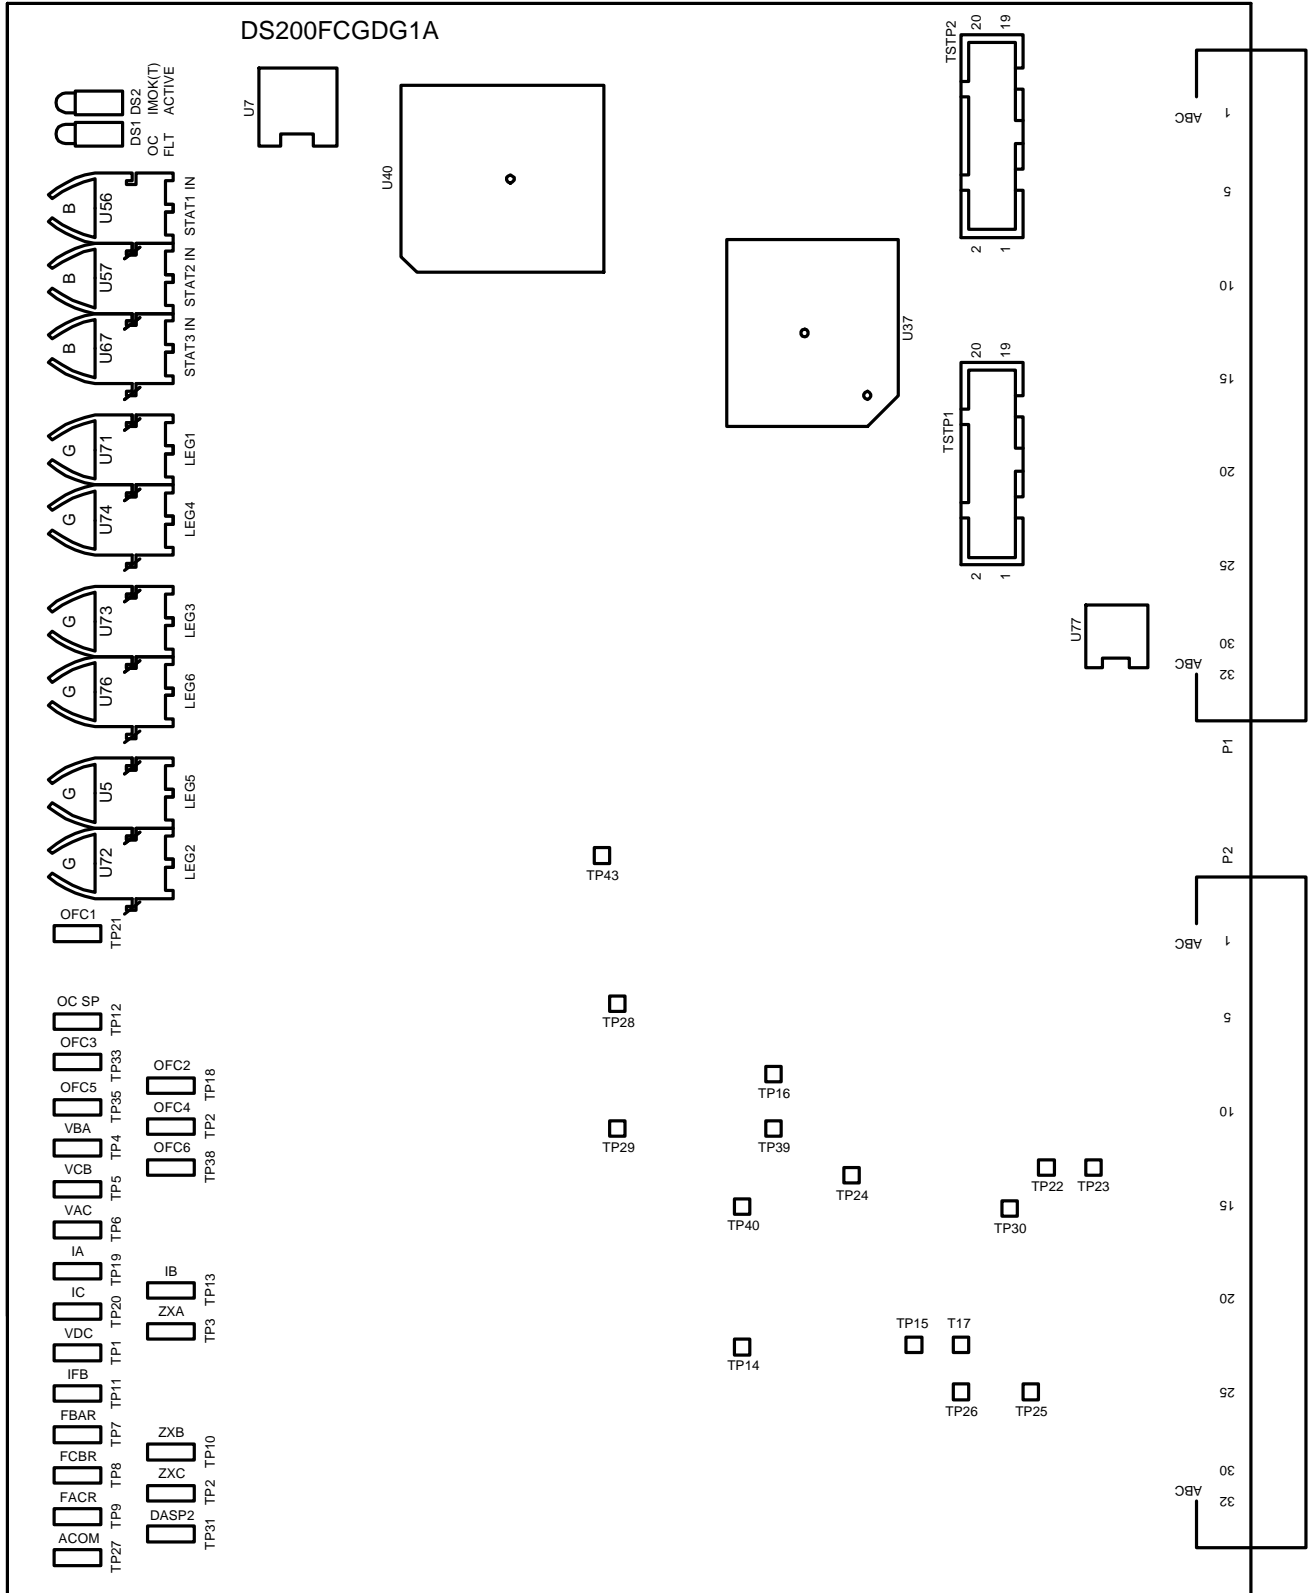 DS200FCGDG1A
DS2
IMOK(T)
ACTIVE
DS1
OC
FLT
U7
U40
TSTP2
20
19
2
1
U37
TSTP1
20
19
2
1
U77
B
U56
STAT1 IN
B
U57
STAT2 IN
B
U67
STAT3 IN
G
U71
LEG1
G
U74
LEG4
G
U73
LEG3
G
U76
LEG6
G
U5
LEG5
G
U72
LEG2
ABC
1
5
10
15
20
25
30
ABC
32
P1
P2
ABC
1
5
10
15
20
25
30
ABC
32
OFC1
TP21
OC SP
TP12
OFC3
TP33
OFC5
TP35
VBA
TP4
VCB
TP5
VAC
TP6
IA
TP19
IC
TP20
VDC
TP1
IFB
TP11
FBAR
TP7
FCBR
TP8
FACR
TP9
ACOM
TP27
OFC2
TP18
OFC4
TP2
OFC6
TP38
IB
TP13
ZXA
TP3
ZXB
TP10
ZXC
TP2
DASP2
TP31
TP43
TP28
TP16
TP29
TP39
TP24
TP22
TP23
TP40
TP30
TP15
T17
TP14
TP26
TP25